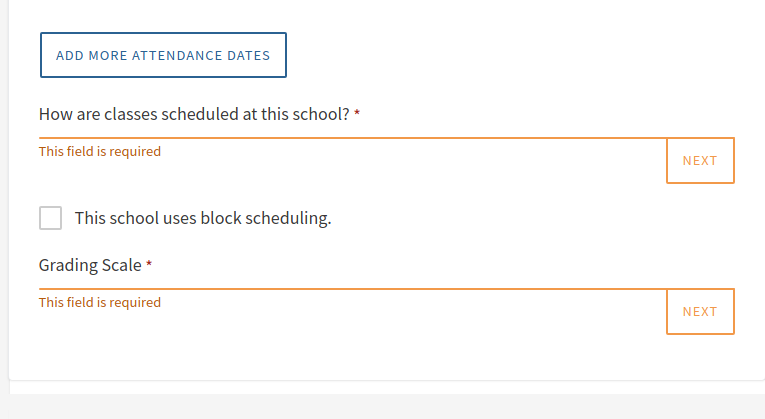 ADD MORE ATTENDANCE DATES
How are classes scheduled at this school? *
This field is required
NEXT
This school uses block scheduling.
Grading Scale *
This field is required
NEXT